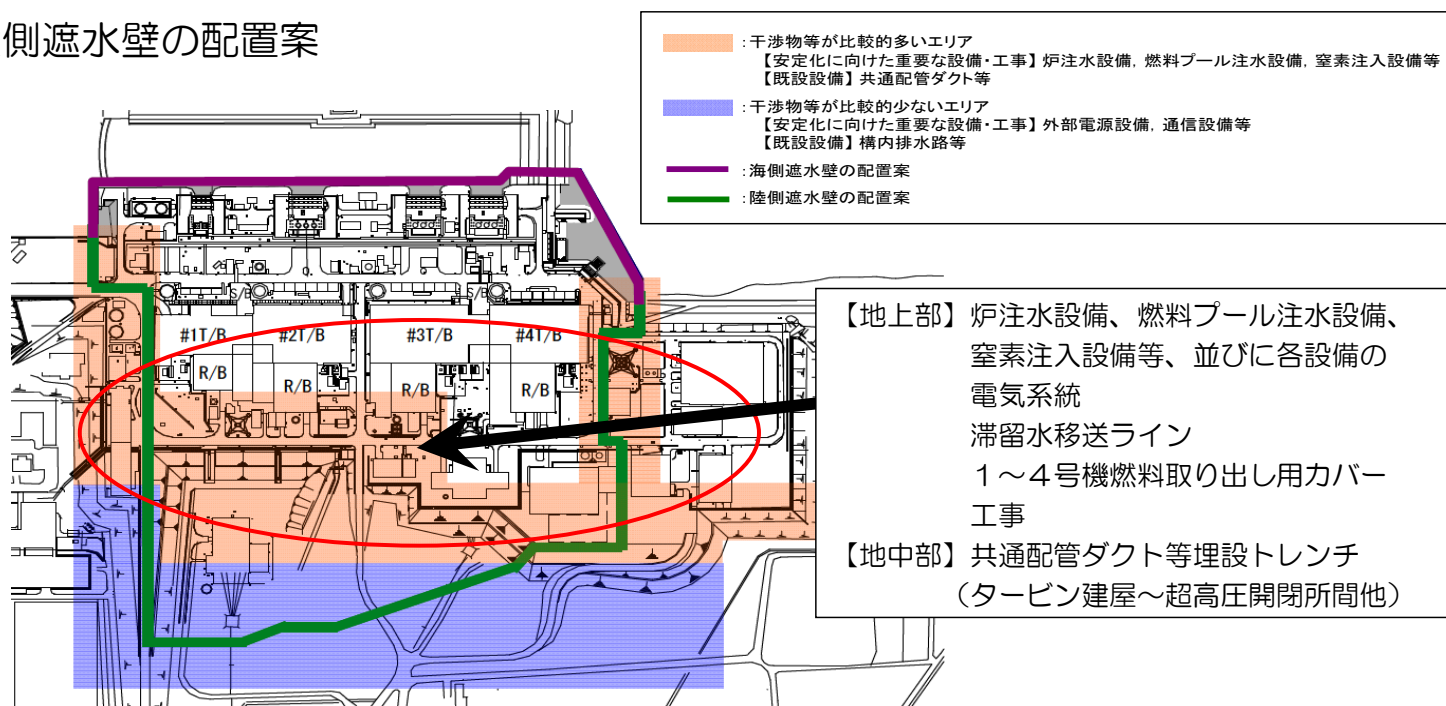 側遮水壁の配置案
:干渉物等が比較的多いエリア
【安定化に向けた重要な設備・工事】炉注水設備, 燃料プール注水設備, 窒素注入設備等
【既設設備】共通配管ダクト等
:干渉物等が比較的少ないエリア
【安定化に向けた重要な設備・工事】外部電源設備, 通信設備等
【既設設備】構内排水路等
:海側遮水壁の配置案
:陸側遮水壁の配置案
S/B
S/B
#1T/B
#2T/B
#3T/B
#4T/B
R/B
R/B
R/B
R/B
【地上部】炉注水設備、燃料プール注水設備、
窒素注入設備等、並びに各設備の
電気系統
滞留水移送ライン
1~4号機燃料取り出し用カバー
工事
【地中部】共通配管ダクト等埋設トレンチ
(タービン建屋~超高圧開閉所間他)